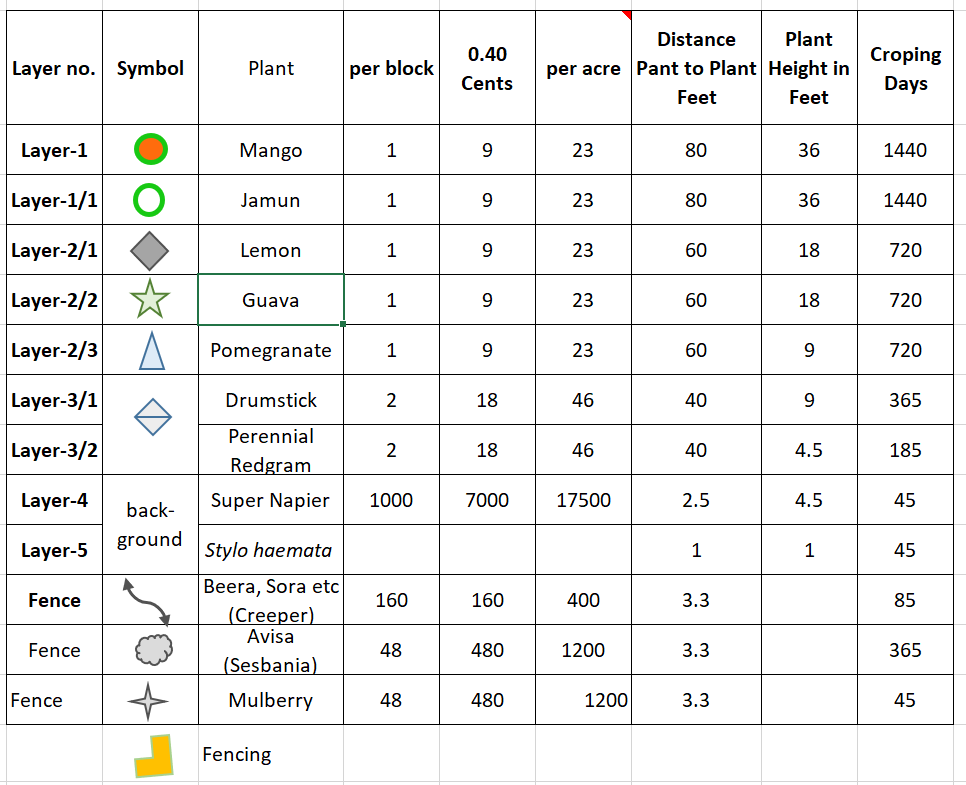 Layer no. Symbol Plant per block 0.40 Cents per acre Distance Pant to Plant Feet Plant Height in Feet Croping Days
Layer-1 Mango 1 9 23 80 36 1440
Layer-1/1 Jamun 1 9 23 80 36 1440
Layer-2/1 Lemon 1 9 23 60 18 720
Layer-2/2 Guava 1 9 23 60 18 720
Layer-2/3 Pomegranate 1 9 23 60 9 720
Layer-3/1 Drumstick 2 18 46 40 9 365
Layer-3/2 Perennial Redgram 2 18 46 40 4.5 185
Layer-4 back-ground Super Napier 1000 7000 17500 2.5 4.5 45
Layer-5 Stylo haemata 1 1 45
Fence Beera, Sora etc (Creeper) 160 160 400 3.3 85
Fence Avisa (Sesbania) 48 480 1200 3.3 365
Fence Mulberry 48 480 1200 3.3 45
Fencing